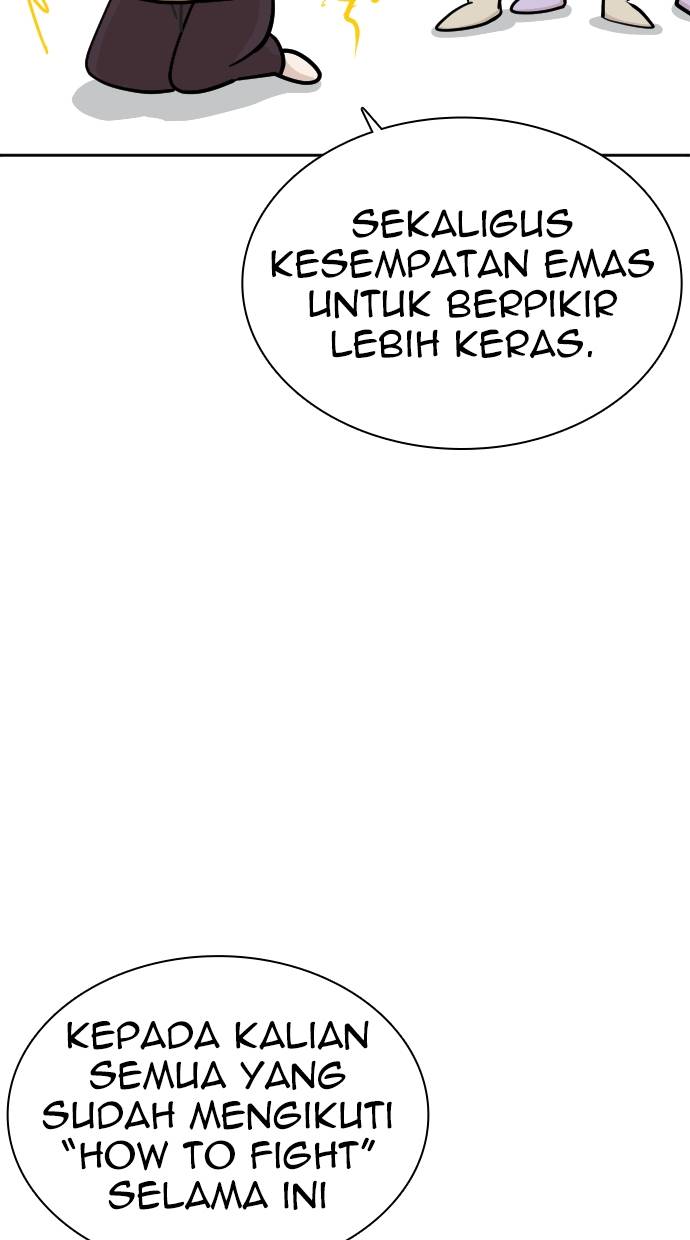 SEKALIGUS
KESEMPATAN EMAS
UNTUK BERPIKIR
LEBIH KERAS.
KEPADA KALIAN
SEMUA YANG
SUDAH MENGIKUTI
“HOW TO FIGHT”
SELAMA INI